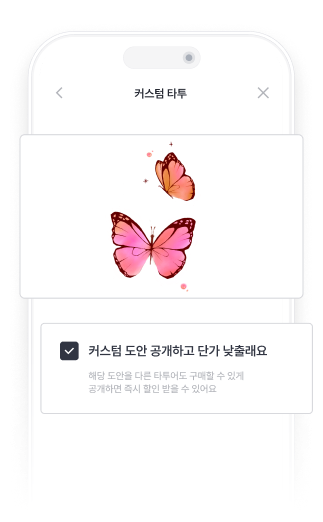 커스텀 타투
커스텀 도안 공개하고 단가 낮출래요
해당 도안을 다른 타투어도 구매할 수 있게
공개하면 즉시 할인 받을 수 있어요